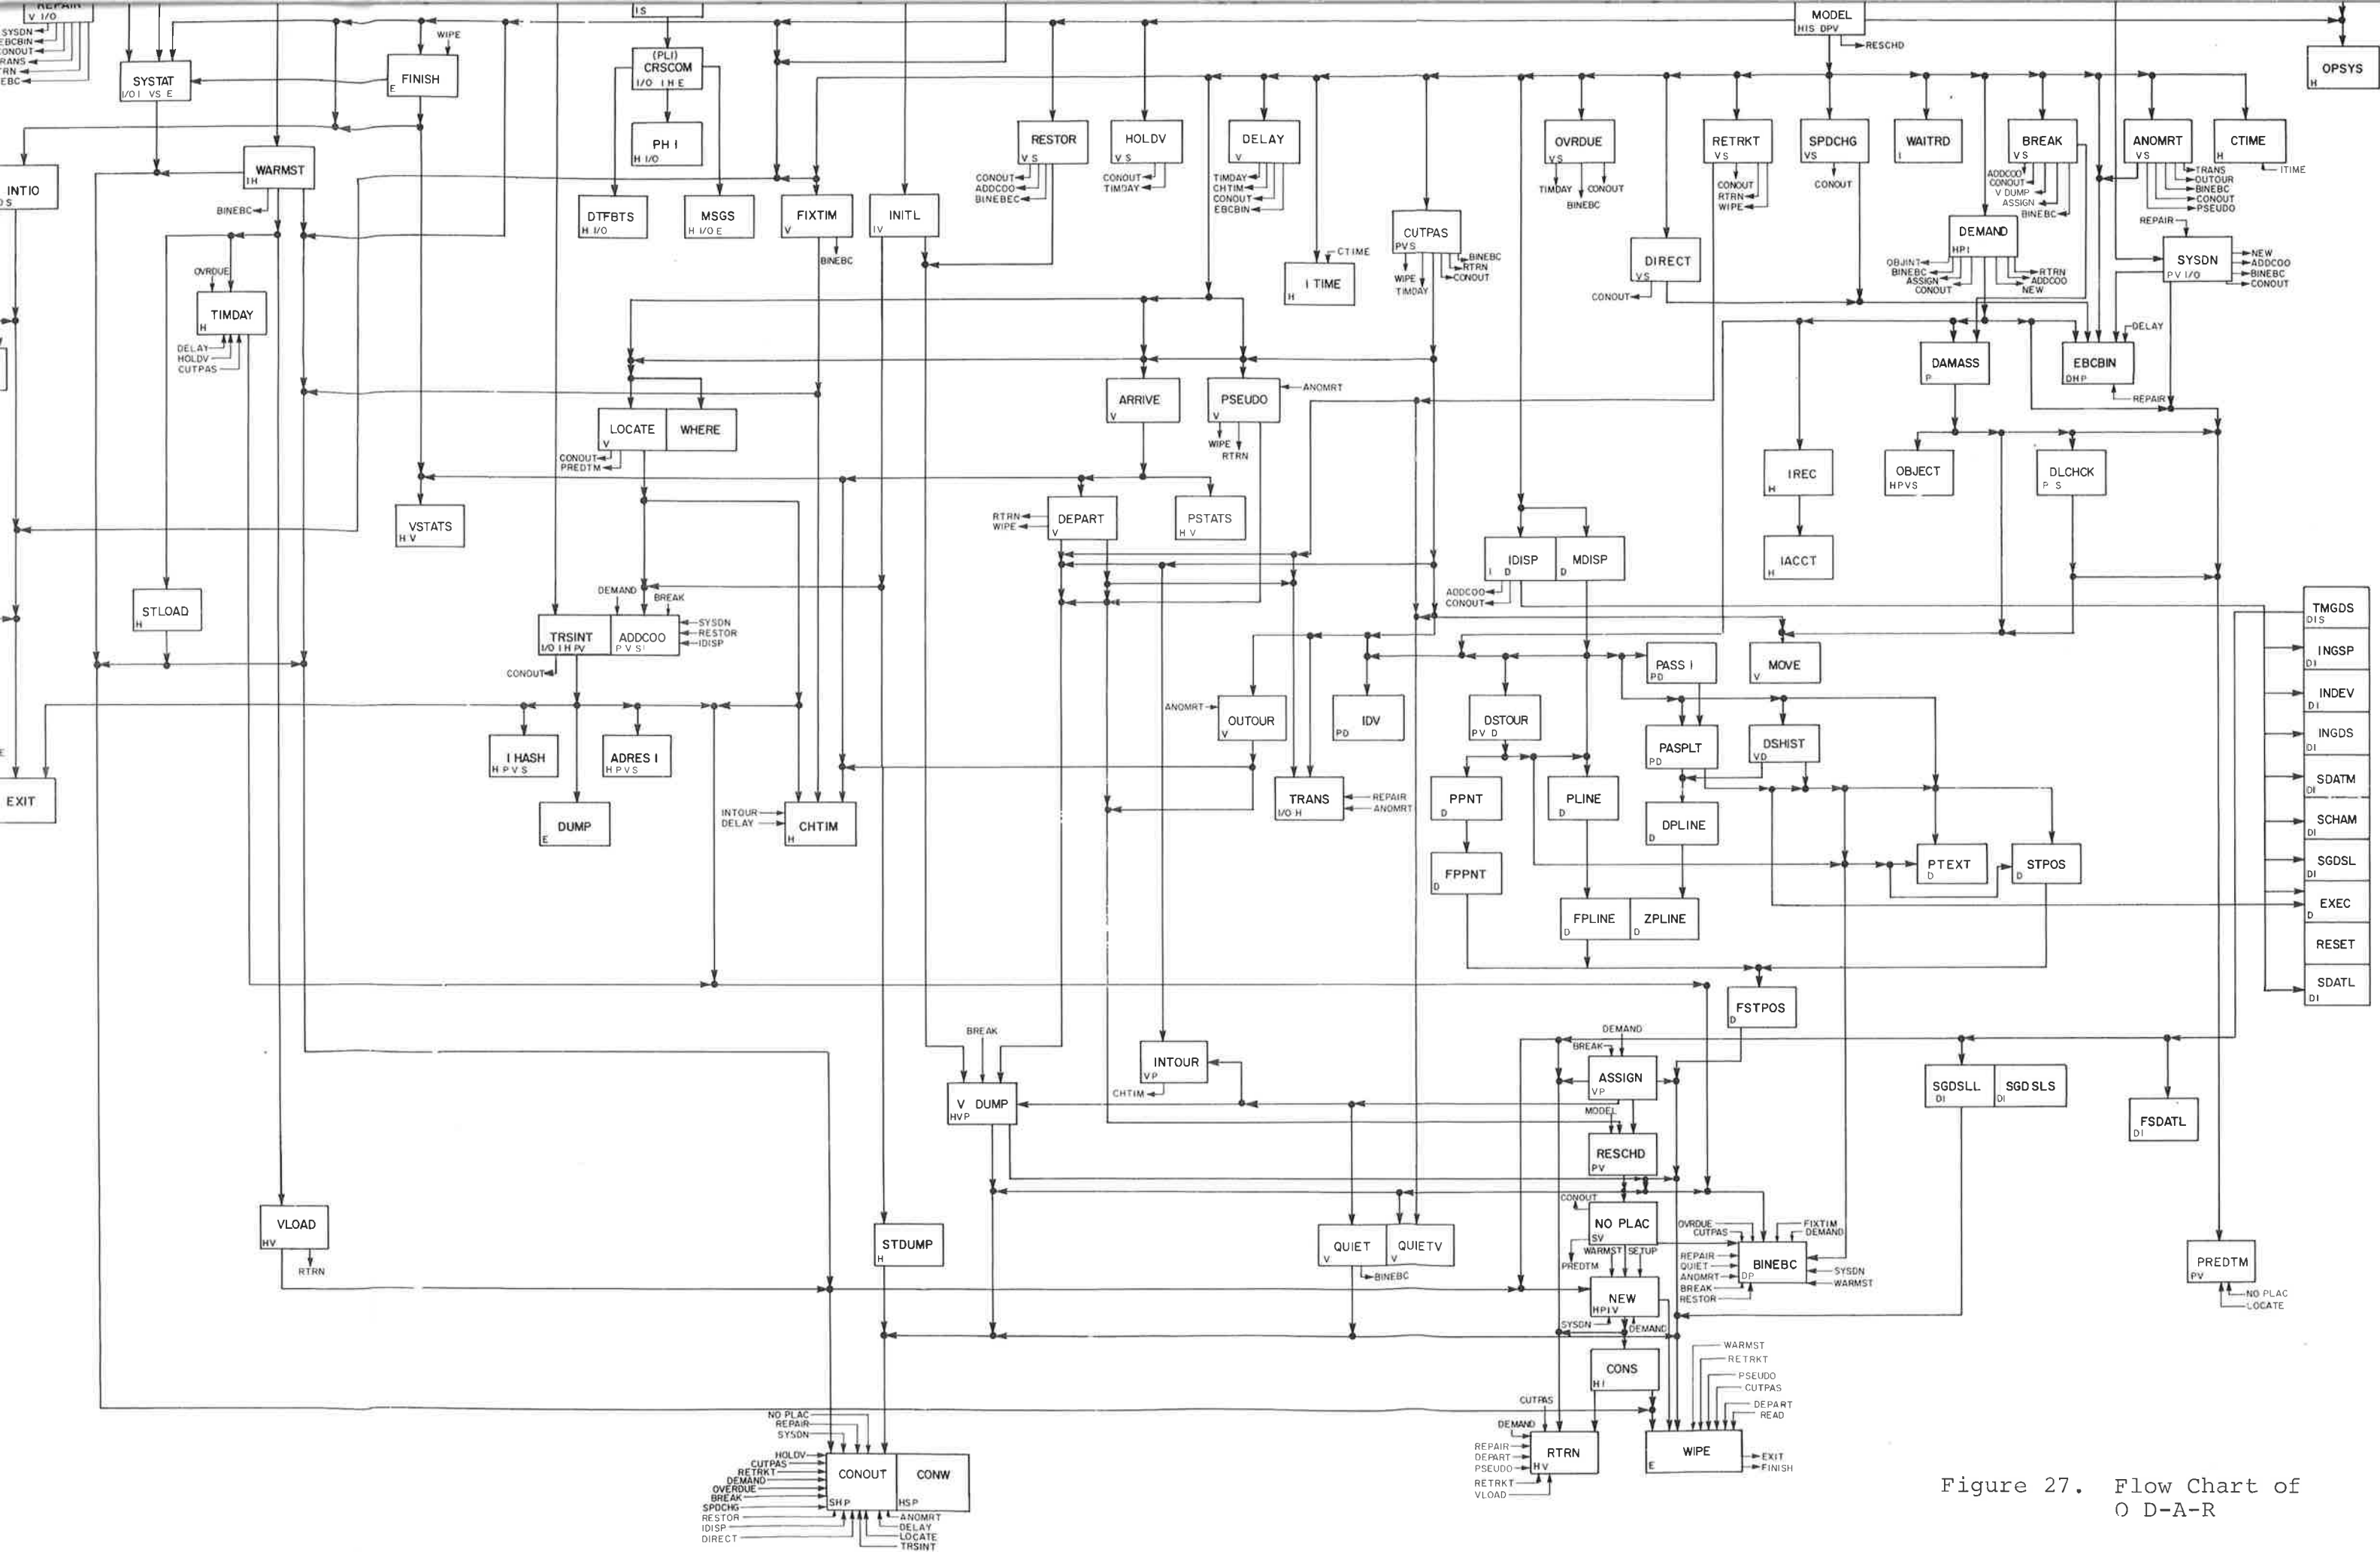 REPAIR
V I/O
SYSDN
EBCBIN
CONOUT
RANS
TRN
EBC
SYSTAT
I/O I VS E
WIPE
FINISH
E
I S
(PLI)
CRSCOM
I/O I H E
PH I
H I/O
DTFBTS
H I/O
MSGS
H I/O E
MODEL
HIS DPV
RESCHD
OPSYS
H
INTIO
WARMST
IH
BINEBC
FIXTIM
V
BINEBC
INITL
IV
RESTOR
V S
CONOUT
ADDCOO
BINEBEC
HOLDV
V S
CONOUT
TIMDAY
DELAY
V
TIMDAY
CHTIM
CONOUT
EBCBIN
CTIME
I TIME
H
CUTPAS
PVS
WIPE
TIMDAY
BINEBC
RTRN
CONOUT
OVRDUE
VS
TIMDAY
BINEBC
CONOUT
DIRECT
VS
CONOUT
RETRKT
VS
CONOUT
RTRN
WIPE
SPDCHG
VS
CONOUT
WAITRD
I
BREAK
VS
ADDCOO
CONOUT
V DUMP
ASSIGN
BINEBC
DEMAND
HPI
OBJINT
BINEBC
ASSIGN
CONOUT
RTRN
ADDCOO
NEW
ANOMRT
VS
TRANS
OUTOUR
BINEBC
CONOUT
PSEUDO
CTIME
H
ITIME
REPAIR
SYSDN
PV I/O
NEW
ADDCOO
BINEBC
CONOUT
OVRDUE
TIMDAY
H
DELAY
HOLDV
CUTPAS
DAMASS
P
DELAY
EBCBIN
DHP
REPAIR
LOCATE
V
WHERE
CONOUT
PREDTM
ARRIVE
V
PSEUDO
V
ANOMRT
WIPE
RTRN
IREC
H
OBJECT
HPVS
DLCHCK
P S
IACCT
H
VSTATS
H V
DEPART
V
RTRN
WIPE
PSTATS
H V
IDISP
I D
MDISP
D
ADDCOO
CONOUT
STLOAD
H
DEMAND
BREAK
TRSINT
I/O I H PV
ADDCOO
P V S
SYSDN
RESTOR
IDISP
CONOUT
TMGDS
DIS
INGSP
DI
INDEV
DI
INGDS
DI
SDATM
DI
SCHAM
DI
SGDSL
DI
EXEC
D
RESET
SDATL
DI
PASS I
PD
MOVE
V
ANOMRT
OUTOUR
V
IDV
PD
DSTOUR
PV D
PASPLT
PD
DSHIST
VD
I HASH
H P V S
ADRES I
H P V S
EXIT
DUMP
E
INTOUR
DELAY
CHTIM
H
TRANS
I/O H
REPAIR
ANOMRT
PPNT
D
PLINE
D
DPLINE
D
FPPNT
D
PTEXT
D
STPOS
D
FPLINE
D
ZPLINE
D
FSTPOS
D
BREAK
V DUMP
HVP
INTOUR
VP
CHTIM
DEMAND
BREAK
ASSIGN
VP
MODEL
RESCHD
PV
SGDSLL
DI
SGDSLS
DI
FSDATL
DI
VLOAD
HV
RTRN
STDUMP
H
QUIET
V
QUIETV
V
BINEBC
CONOUT
NO PLAC
SV
PREDTM
WARMST
SETUP
NEW
HPIV
SYSDN
DEMAND
OVRDUE
CUTPAS
FIXTIM
DEMAND
REPAIR
QUIET
ANOMRT
BREAK
RESTOR
BINEBC
DP
SYSDN
WARMST
PREDTM
PV
NO PLAC
LOCATE
CONS
HI
WARMST
RETRKT
PSEUDO
CUTPAS
DEPART
READ
CUTPAS
DEMAND
REPAIR
DEPART
PSEUDO
RETRKT
VLOAD
RTRN
HV
WIPE
E
EXIT
FINISH
NO PLAC
REPAIR
SYSDN
HOLDV
CUTPAS
RETRKT
DEMAND
OVERDUE
BREAK
SPDCHG
RESTOR
IDISP
DIRECT
CONOUT
SHP
CONW
HSP
ANOMRT
DELAY
LOCATE
TRSINT
Figure 27. Flow Chart of
O D-A-R